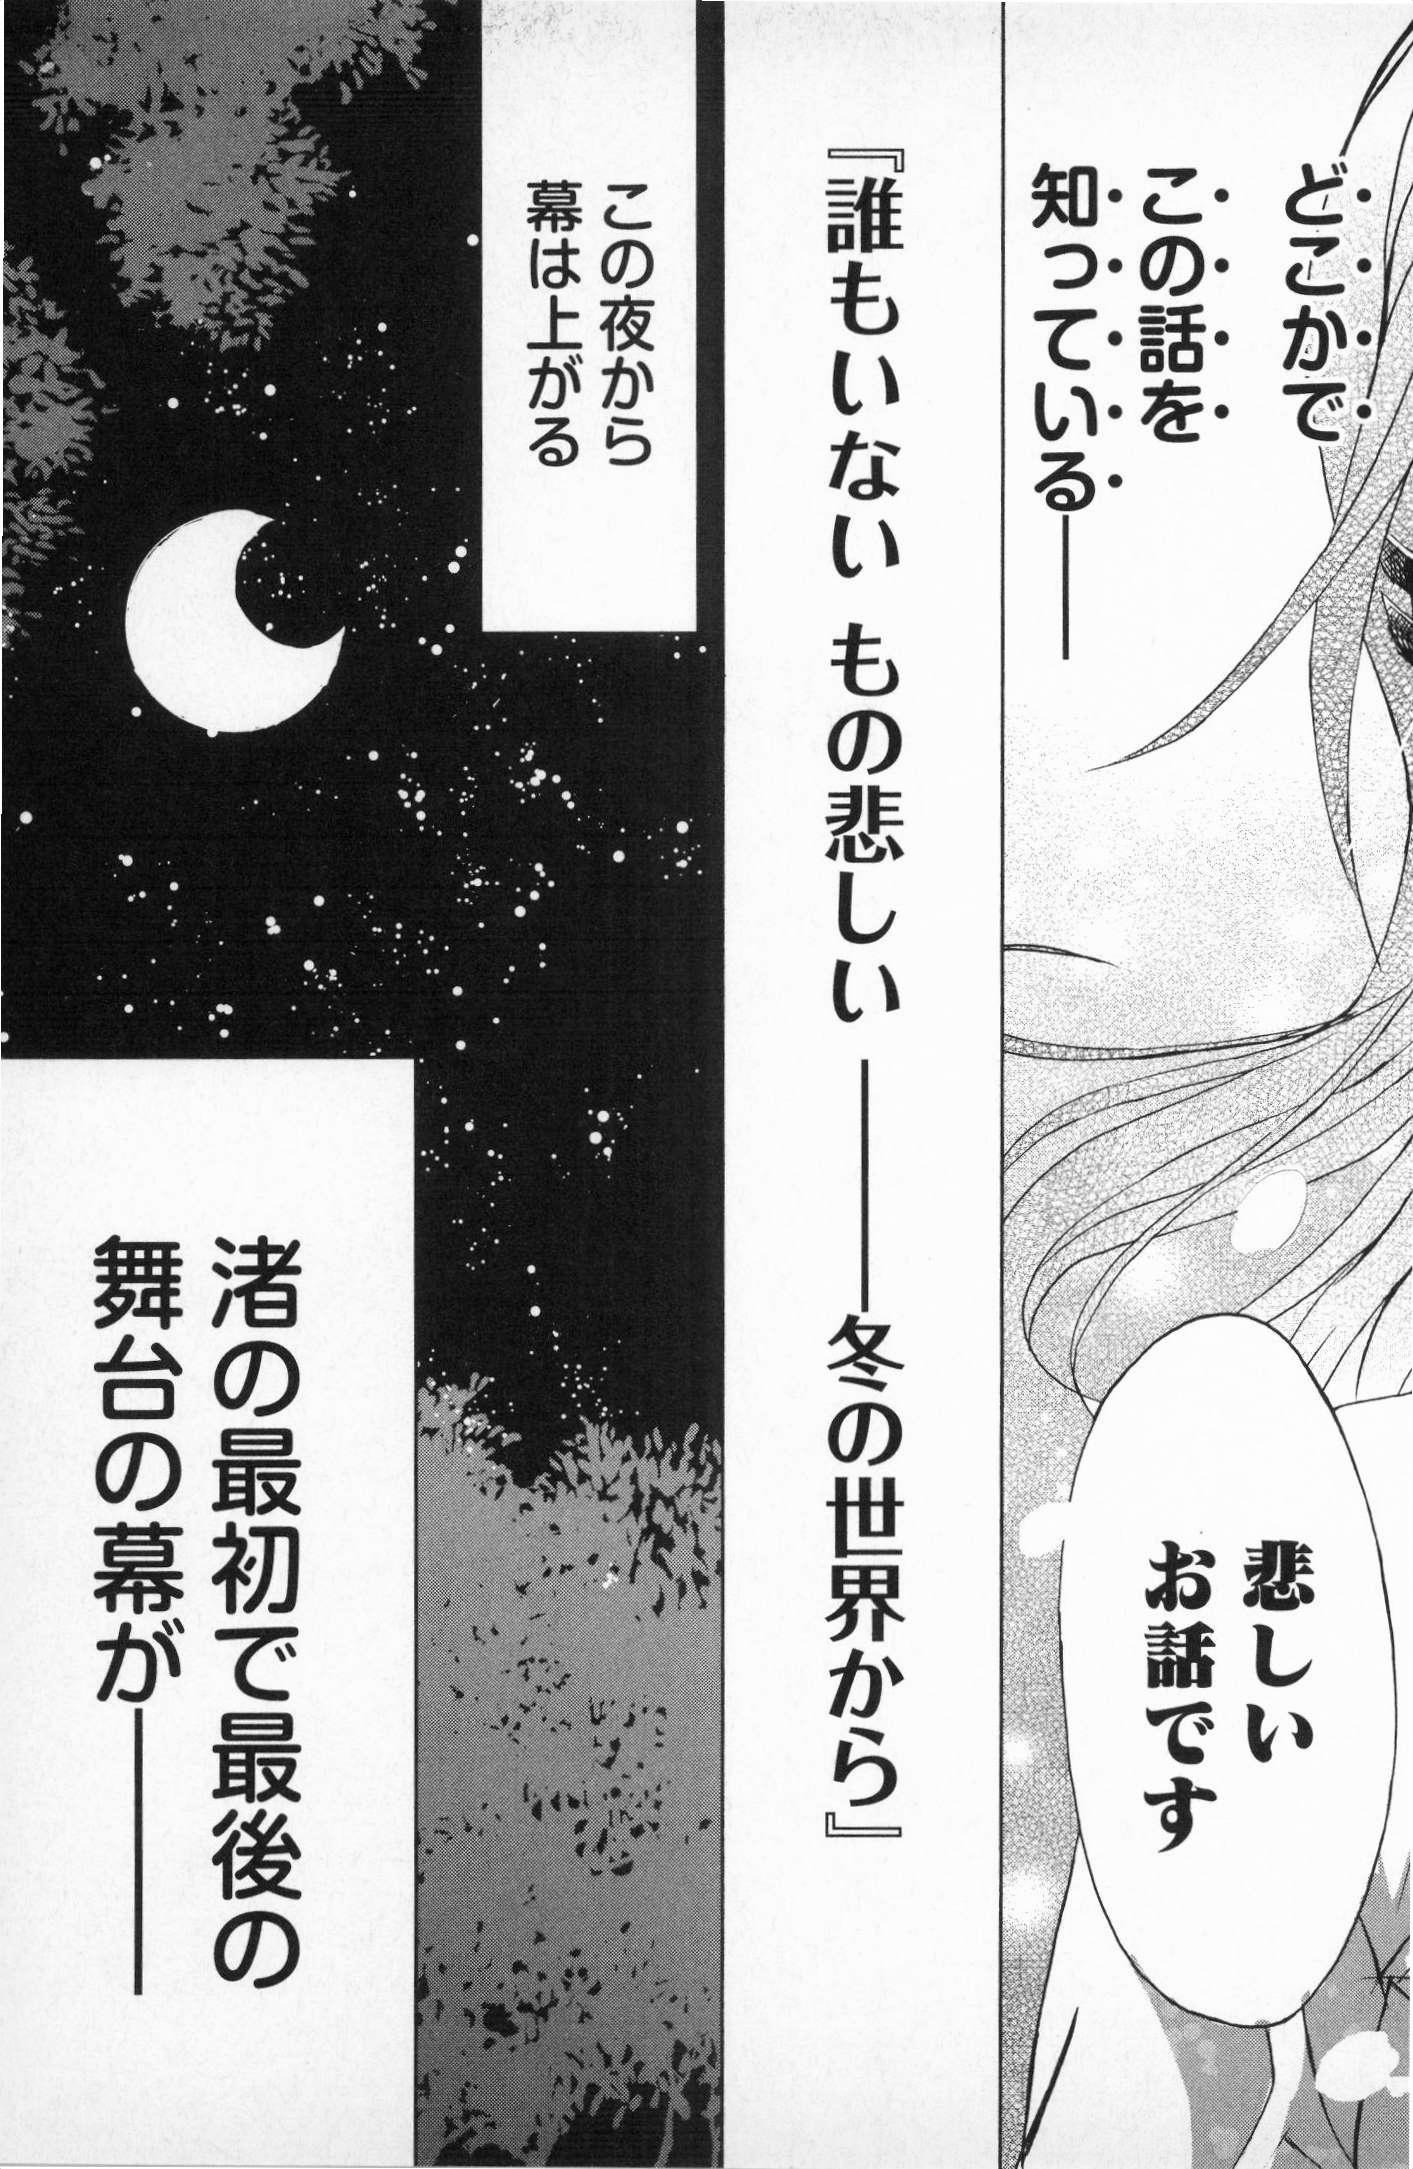 どこかで
この話を
知っている――
悲しい
お話です
『誰もいない もの悲しい ――冬の世界から』
この夜から
幕は上がる
渚の最初で最後の
舞台の幕が――